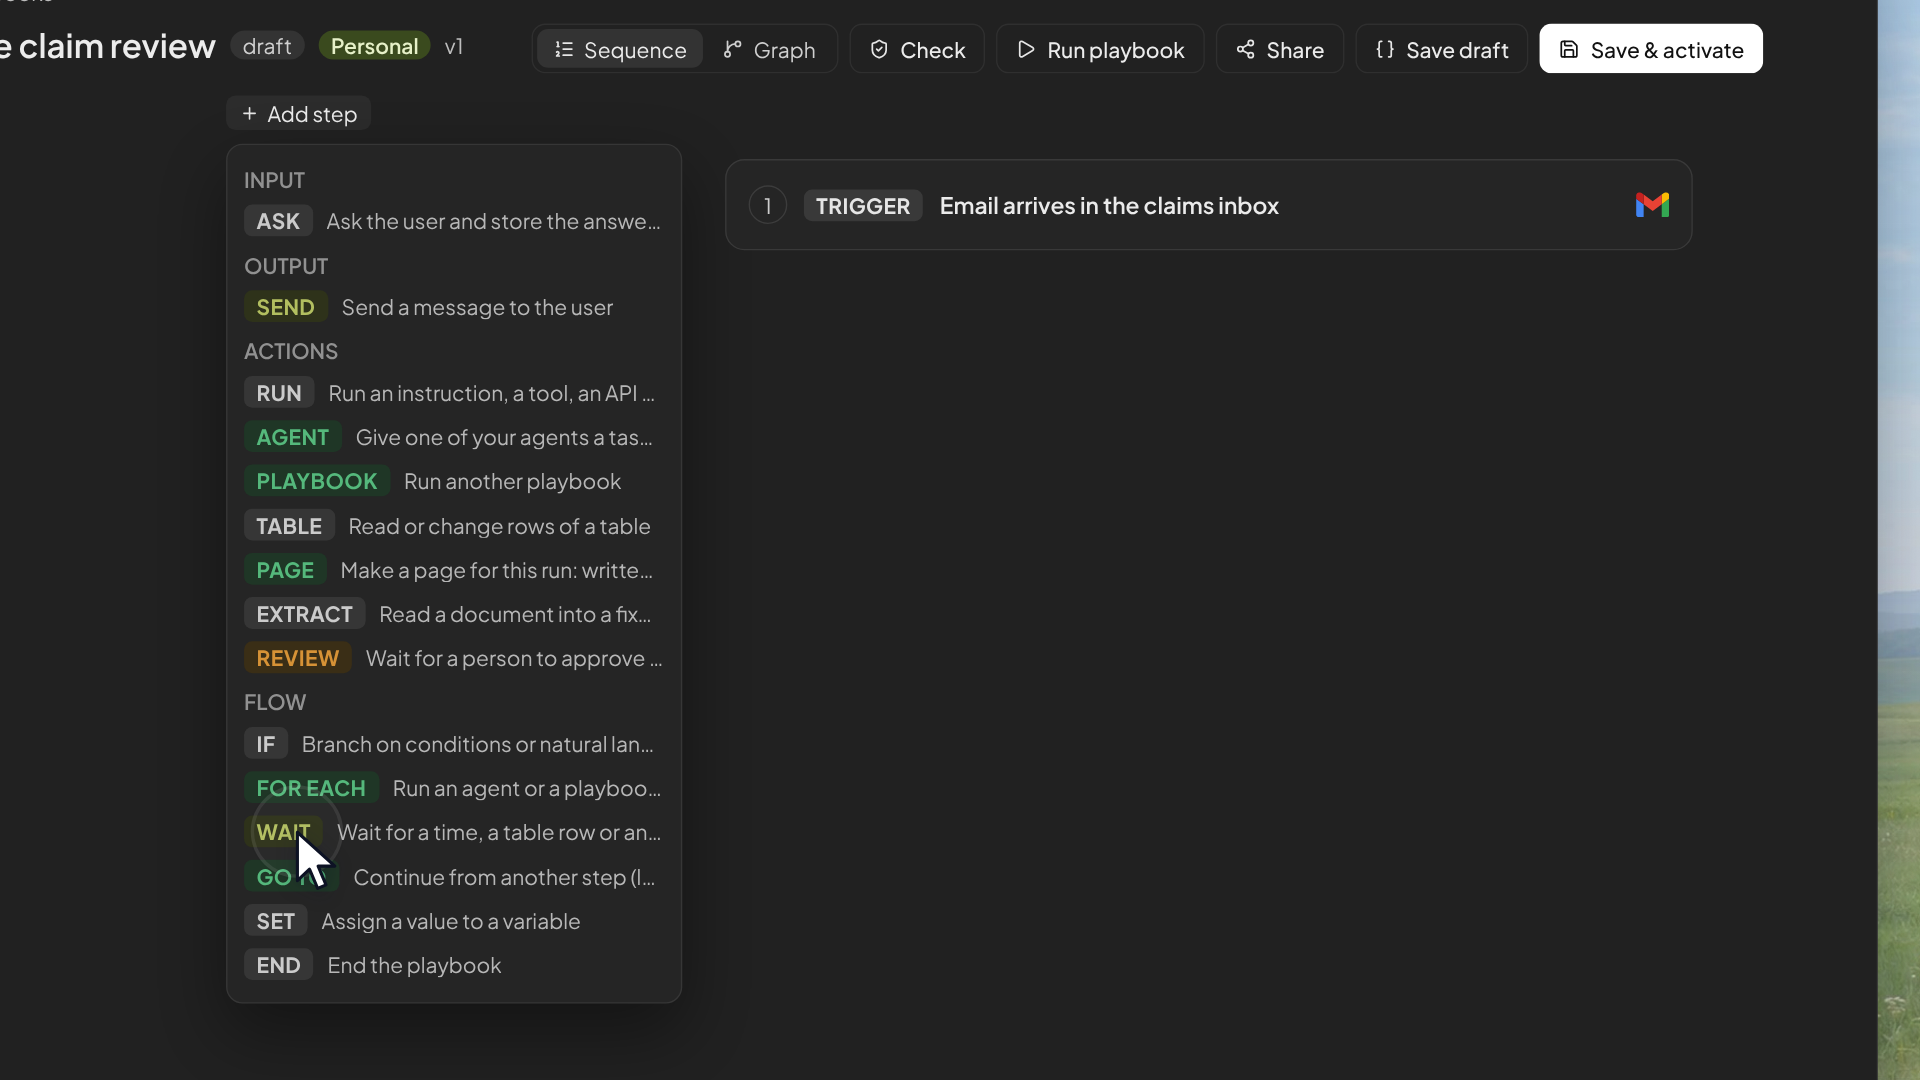 e claim review draft Personal v1 Sequence Graph Check Run playbook Share Save draft Save & activate
+ Add step
INPUT
ASK Ask the user and store the answe...
OUTPUT
SEND Send a message to the user
ACTIONS
RUN Run an instruction, a tool, an API ...
AGENT Give one of your agents a tas...
PLAYBOOK Run another playbook
TABLE Read or change rows of a table
PAGE Make a page for this run: writte...
EXTRACT Read a document into a fix...
REVIEW Wait for a person to approve ...
FLOW
IF Branch on conditions or natural lan...
FOR EACH Run an agent or a playboo...
WAIT Wait for a time, a table row or an...
GO TO Continue from another step (l...
SET Assign a value to a variable
END End the playbook
1 TRIGGER Email arrives in the claims inbox